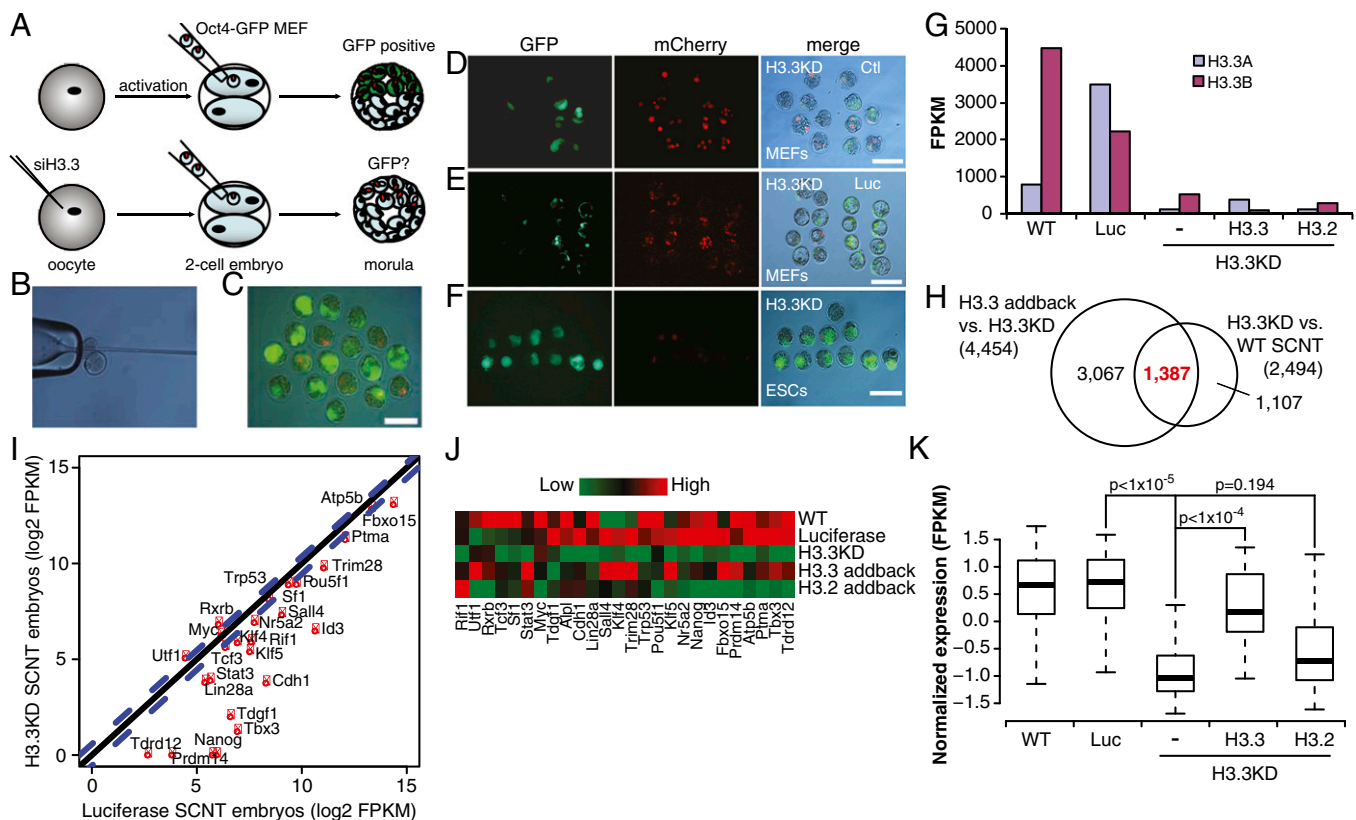 A
Oct4-GFP MEF
GFP positive
activation
siH3.3
GFP?
oocyte
2-cell embryo
morula
B
C
GFP
mCherry
merge
D
H3.3KD
Ctl
MEFs
E
H3.3KD
Luc
MEFs
F
H3.3KD
ESCs
G
5000
4000
3000
2000
1000
0
FPKM
H3.3A
H3.3B
WT
Luc
-
H3.3
H3.2
H3.3KD
H
H3.3 addback
vs. H3.3KD
(4,454)
H3.3KD vs.
WT SCNT
(2,494)
3,067
1,387
1,107
I
H3.3KD SCNT embryos (log2 FPKM)
15
10
5
0
Atp5b
Fbxo15
Ptma
Trim28
Trp53
Pou5f1
Sf1
Sall4
Rxrb
Nr5a2
Id3
Myc
Klf4
Rif1
Utf1
Tcf3
Klf5
Stat3
Cdh1
Lin28a
Tdgf1
Tbx3
Tdrd12
Nanog
Prdm14
0
5
10
15
Luciferase SCNT embryos (log2 FPKM)
J
Low
High
WT
Luciferase
H3.3KD
H3.3 addback
H3.2 addback
Rif1
Utf1
Rxrb
Tcf3
Sf1
Stat3
Myc
Tdgf1
Alpl
Cdh1
Lin28a
Sall4
Klf4
Trim28
Trp53
Pou5f1
Klf5
Nr5a2
Nanog
Id3
Fbxo15
Prdm14
Atp5b
Ptma
Tbx3
Tdrd12
K
Normalized expression (FPKM)
1.5
1.0
0.5
0.0
−0.5
−1.0
−1.5
p<1x10-5
p=0.194
p<1x10-4
WT
Luc
-
H3.3
H3.2
H3.3KD